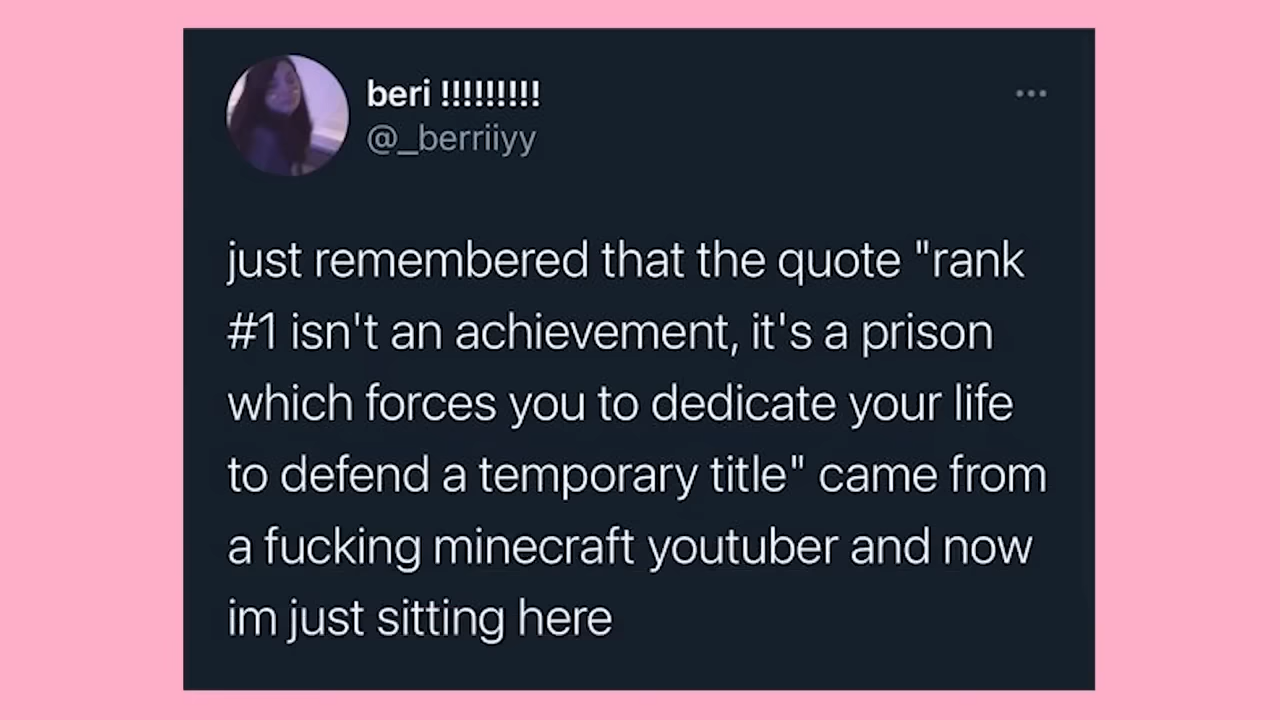 beri !!!!!!!!!
@_berriiyy
just remembered that the quote "rank
#1 isn't an achievement, it's a prison
which forces you to dedicate your life
to defend a temporary title" came from
a fucking minecraft youtuber and now
im just sitting here